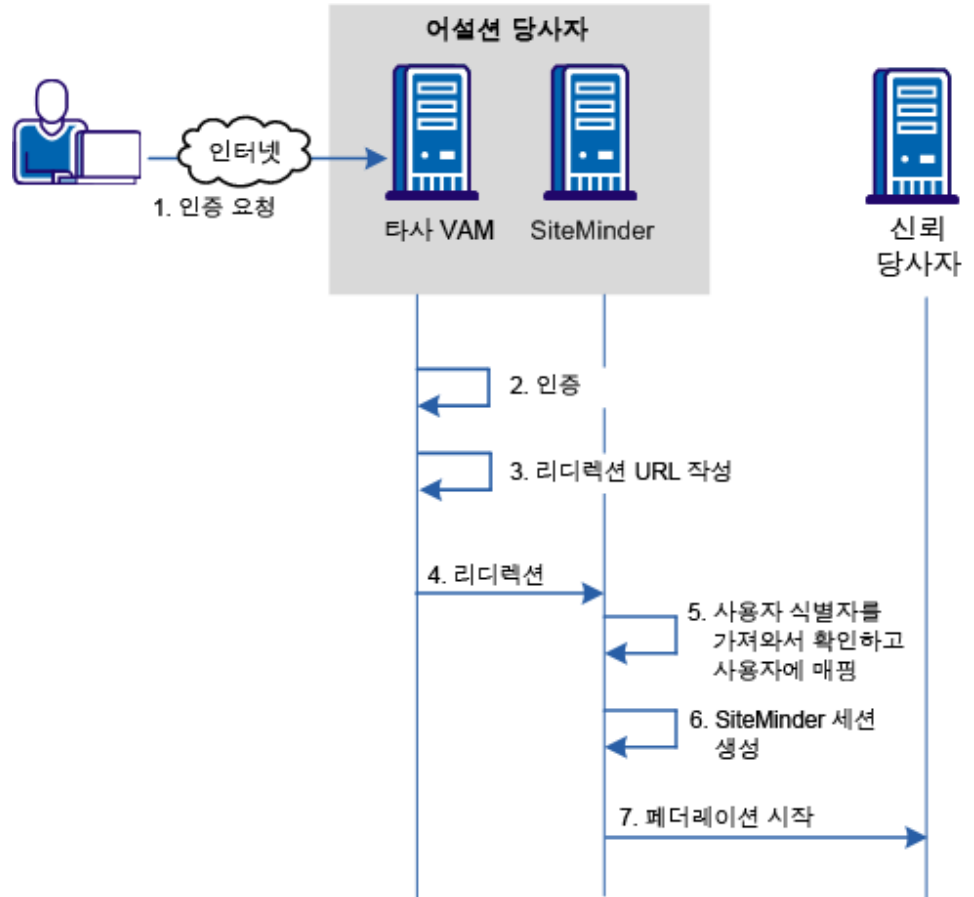 어설션 당사자
인터넷
1. 인증 요청
타사 VAM
SiteMinder
신뢰
당사자
2. 인증
3. 리디렉션 URL 작성
4. 리디렉션
5. 사용자 식별자를
가져와서 확인하고
사용자에 매핑
6. SiteMinder 세션
생성
7. 페더레이션 시작